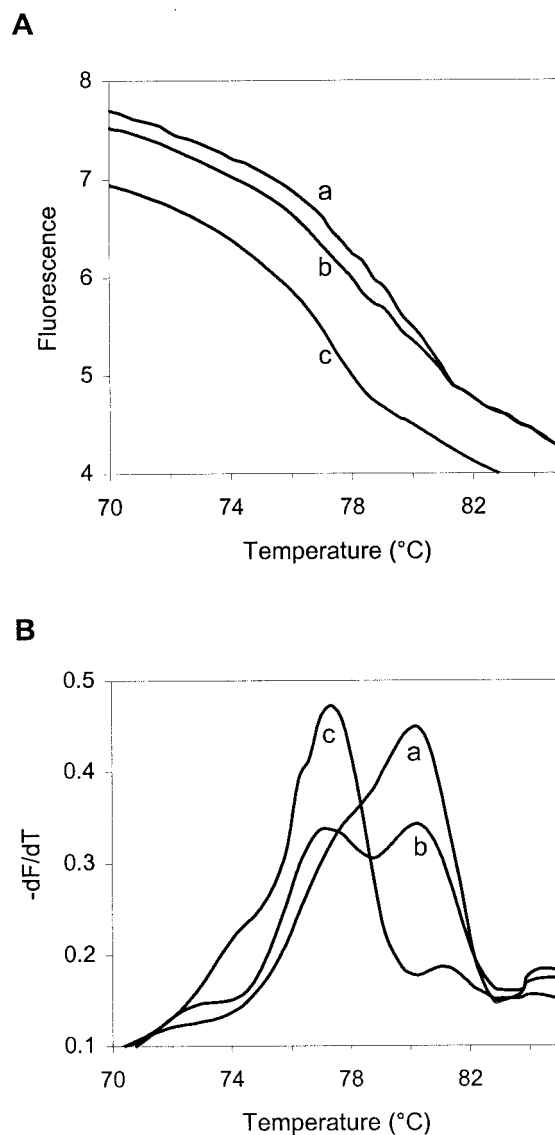 A
8
7
6
5
4
Fluorescence
a
b
c
70 74 78 82
Temperature (°C)
B
0.5
0.4
0.3
0.2
0.1
-dF/dT
c
a
b
70 74 78 82
Temperature (°C)